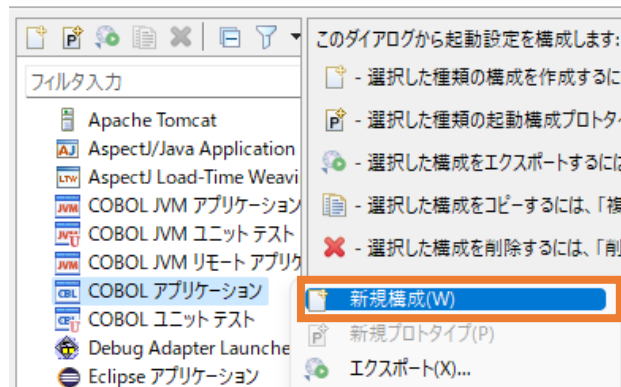 このダイアログから起動設定を構成します:
フィルタ入力
- 選択した種類の構成を作成するに
- 選択した種類の起動構成プロトタ
- 選択した構成をエクスポートするには
- 選択した構成をコピーするには、「複
- 選択した構成を削除するには、「削
Apache Tomcat
AspectJ/Java Application
AspectJ Load-Time Weavi
COBOL JVM アプリケーション
COBOL JVM ユニット テスト
COBOL JVM リモート アプリケ
COBOL アプリケーション
COBOL ユニット テスト
Debug Adapter Launche
Eclipse アプリケーション
新規構成(W)
新規プロトタイプ(P)
エクスポート(X)...